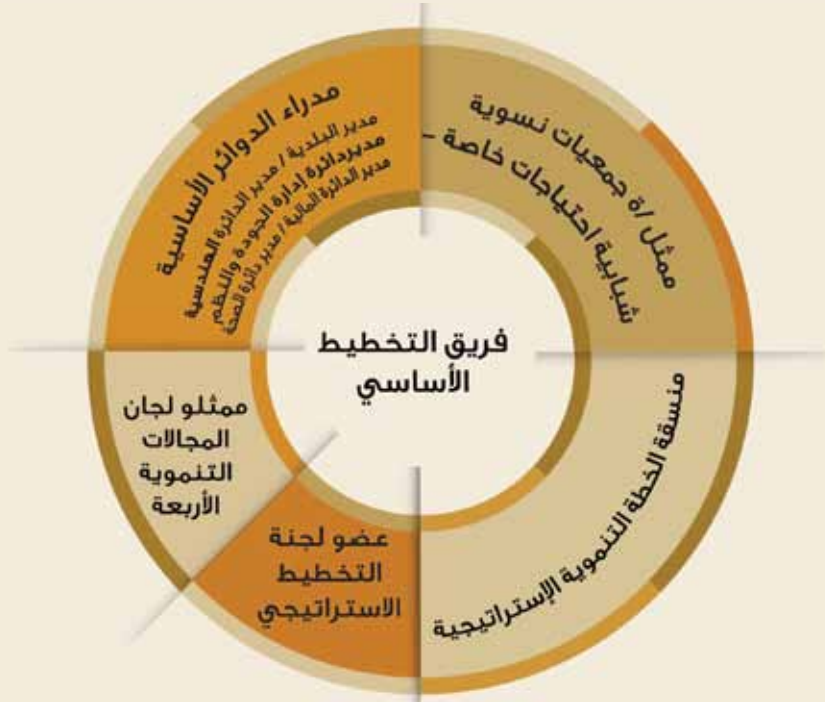 فريق التخطيط
الأساسي
ممثل /ة جمعيات نسوية
شبابية احتياجات خاصة –
منسقة الخطة التنموية الإستراتيجية
عضو لجنة
التخطيط
الاستراتيجي
ممثلو لجان
المجالات
التنموية
الأربعة
مدراء الدوائر الأساسية
مدير البلدية / مدير الدائرة الهندسية
مديردائرة إدارة الجودة والنظم
مدير الدائرة المالية / مدير دائرة الصحة